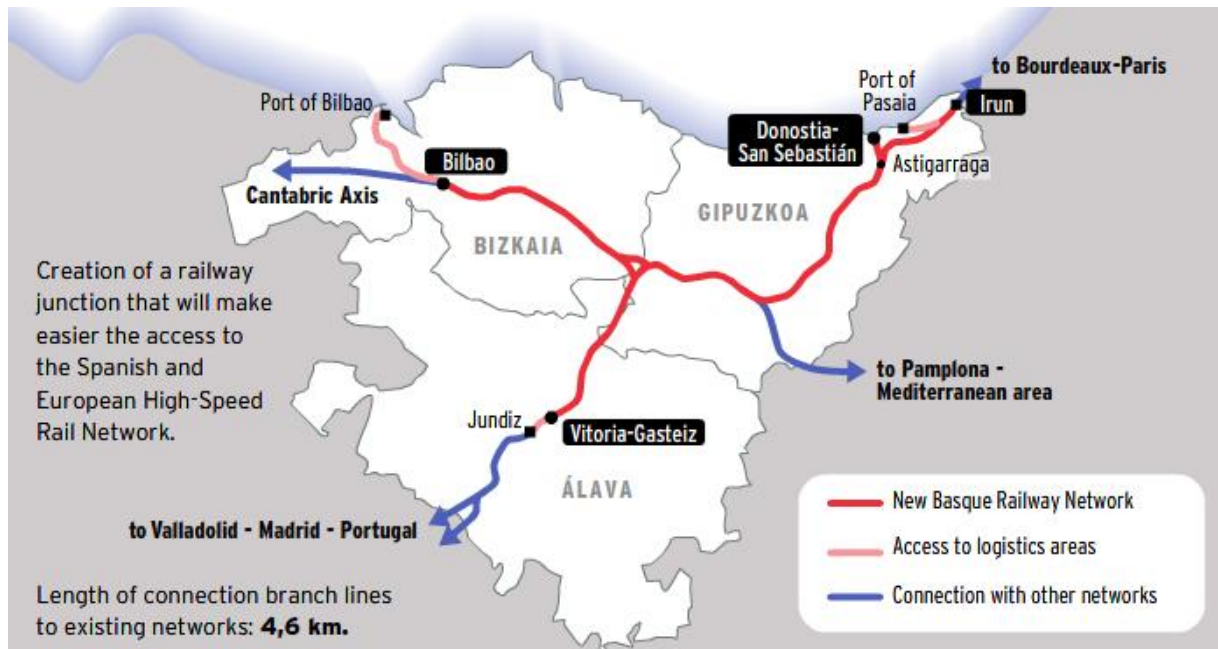 to Bourdeaux-Paris
Port of Bilbao
Port of
Pasaia
Irun
Donostia-
San Sebastián
Bilbao
Astigarraga
Cantabric Axis
GIPUZKOA
BIZKAIA
Creation of a railway
junction that will make
easier the access to
the Spanish and
European High-Speed
Rail Network.
to Pamplona -
Mediterranean area
Jundiz
Vitoria-Gasteiz
ÁLAVA
New Basque Railway Network
to Valladolid - Madrid - Portugal
Access to logistics areas
Length of connection branch lines
to existing networks: 4,6 km.
Connection with other networks